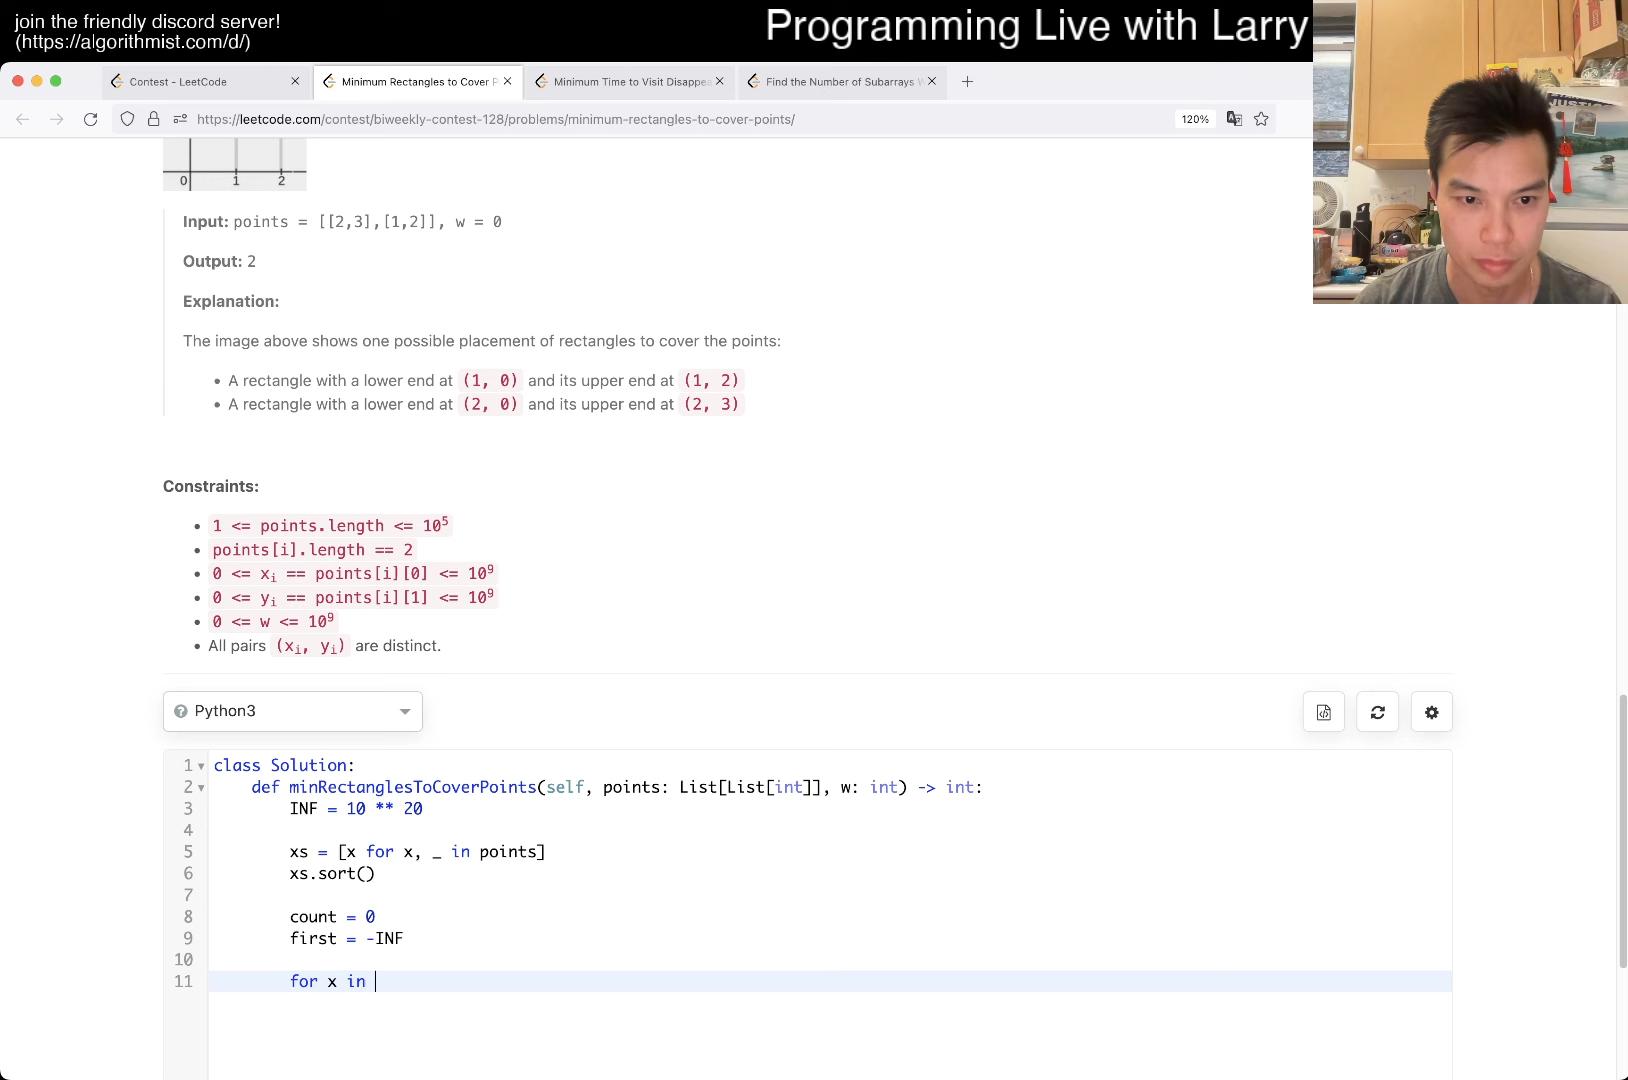 join the friendly discord server!
(https://algorithmist.com/d/)
Programming Live with Larry
Contest - LeetCode
Minimum Rectangles to Cover P
Minimum Time to Visit Disappea
Find the Number of Subarrays W
https://leetcode.com/contest/biweekly-contest-128/problems/minimum-rectangles-to-cover-points/
120%
0 1 2
Input: points = [[2,3],[1,2]], w = 0
Output: 2
Explanation:
The image above shows one possible placement of rectangles to cover the points:
• A rectangle with a lower end at (1, 0) and its upper end at (1, 2)
• A rectangle with a lower end at (2, 0) and its upper end at (2, 3)
Constraints:
• 1 <= points.length <= 10⁵
• points[i].length == 2
• 0 <= xᵢ == points[i][0] <= 10⁹
• 0 <= yᵢ == points[i][1] <= 10⁹
• 0 <= w <= 10⁹
• All pairs (xᵢ, yᵢ) are distinct.
Python3
1 class Solution:
2 def minRectanglesToCoverPoints(self, points: List[List[int]], w: int) -> int:
3 INF = 10 ** 20
4
5 xs = [x for x, _ in points]
6 xs.sort()
7
8 count = 0
9 first = -INF
10
11 for x in